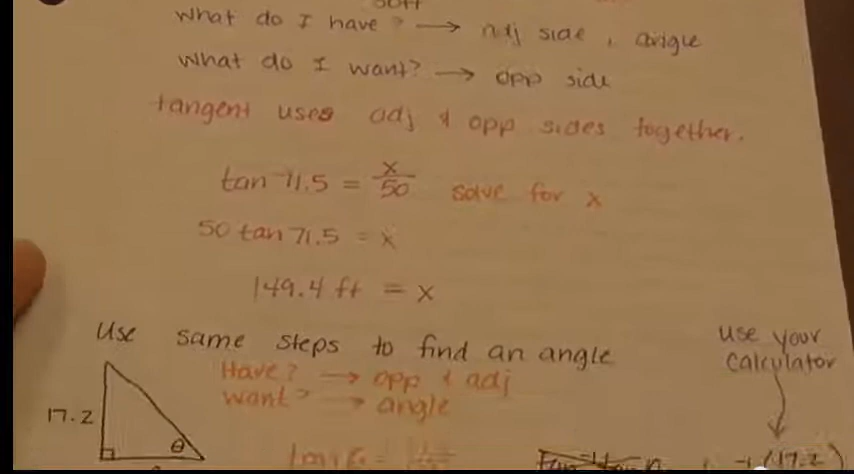 What do I have? → adj side, angle
What do I want? → opp side
tangent uses adj & opp sides together.
tan 71.5 = x/50 solve for x
50 tan 71.5 = x
149.4 ft = x
Use same steps to find an angle
use your
calculator
Have? → opp & adj
want? → angle
17.2
θ